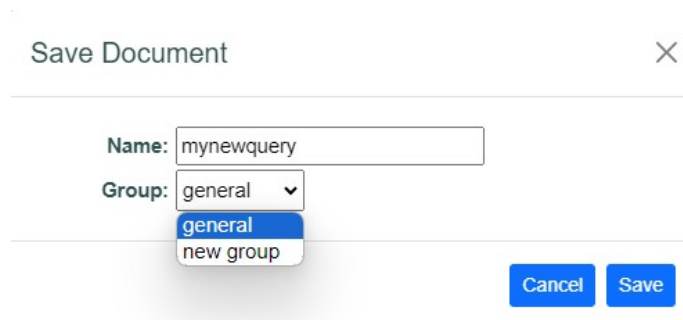 Save Document
Name: mynewquery
Group: general
general
new group
Cancel Save